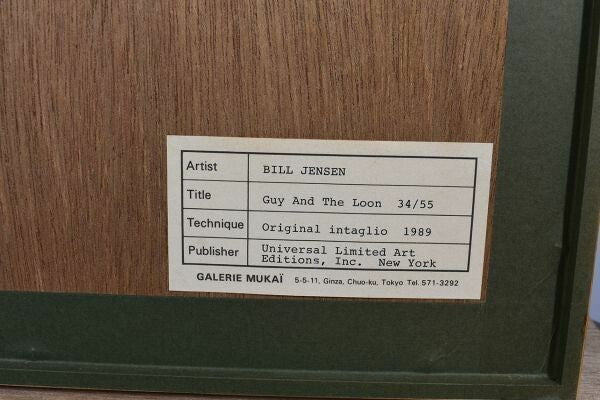 Artist BILL JENSEN
Title Guy And The Loon 34/55
Technique Original intaglio 1989
Publisher Universal Limited Art
Editions, Inc. New York
GALERIE MUKAÏ 5-5-11, Ginza, Chuo-ku, Tokyo Tel. 571-3292